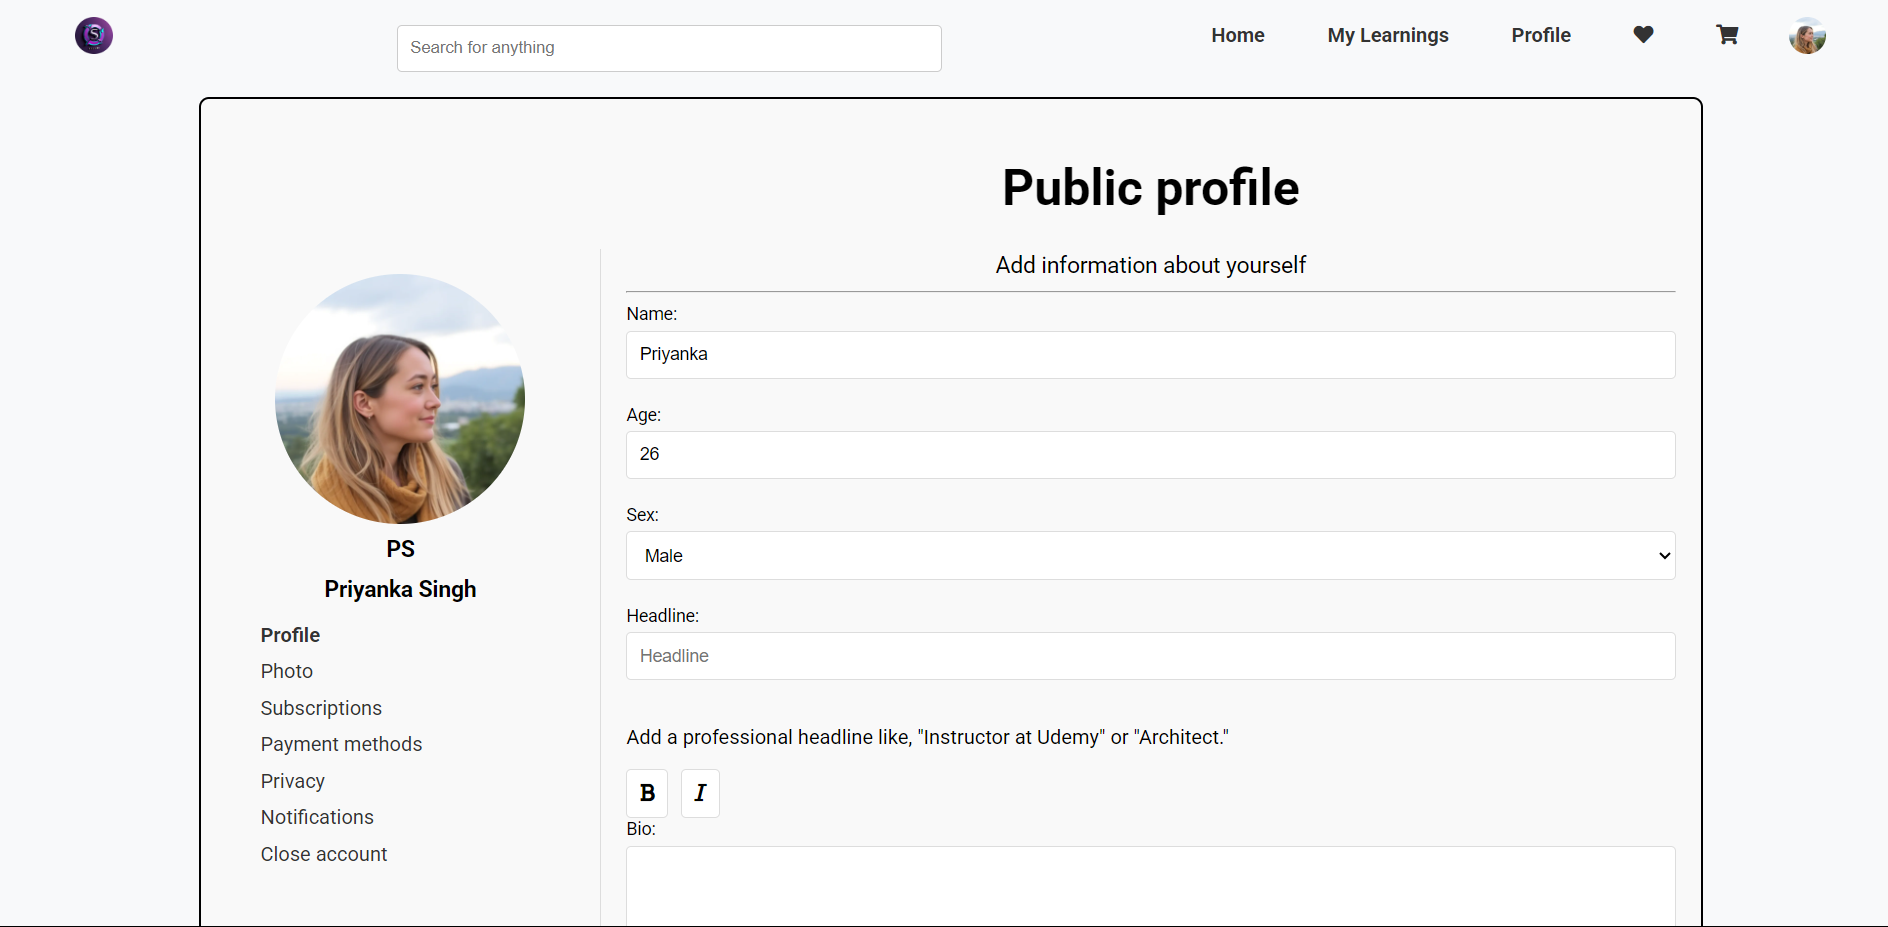 S
Search for anything
Home
My Learnings
Profile
Public profile
Add information about yourself
PS
Priyanka Singh
Profile
Photo
Subscriptions
Payment methods
Privacy
Notifications
Close account
Name:
Priyanka
Age:
26
Sex:
Male
Headline:
Headline
Add a professional headline like, "Instructor at Udemy" or "Architect."
B I
Bio: